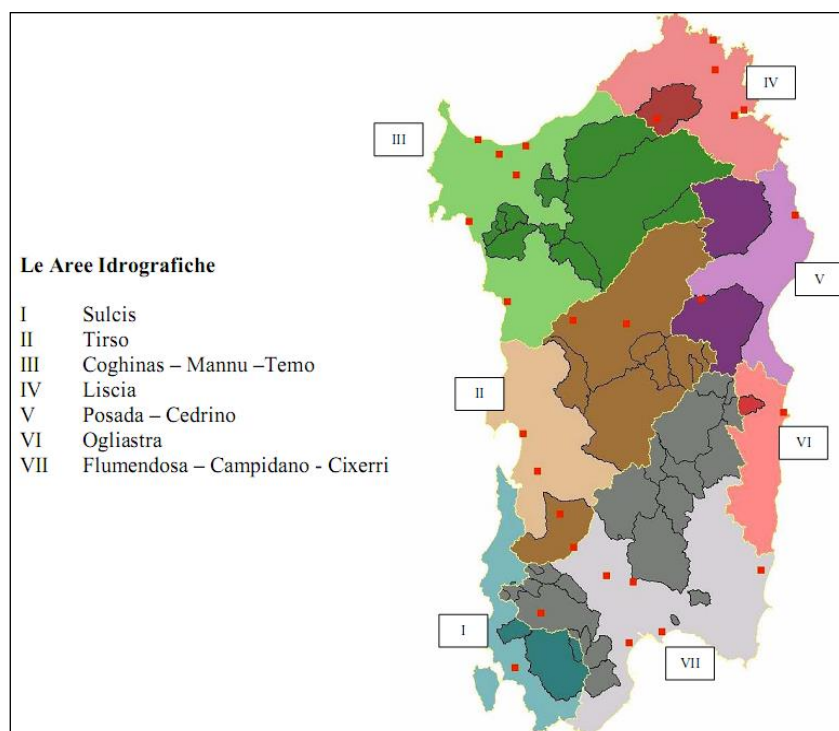 Le Aree Idrografiche
I Sulcis
II Tirso
III Coghinas – Mannu –Temo
IV Liscia
V Posada – Cedrino
VI Ogliastra
VII Flumendosa – Campidano - Cixerri
IV
III
V
II
VI
I
VII